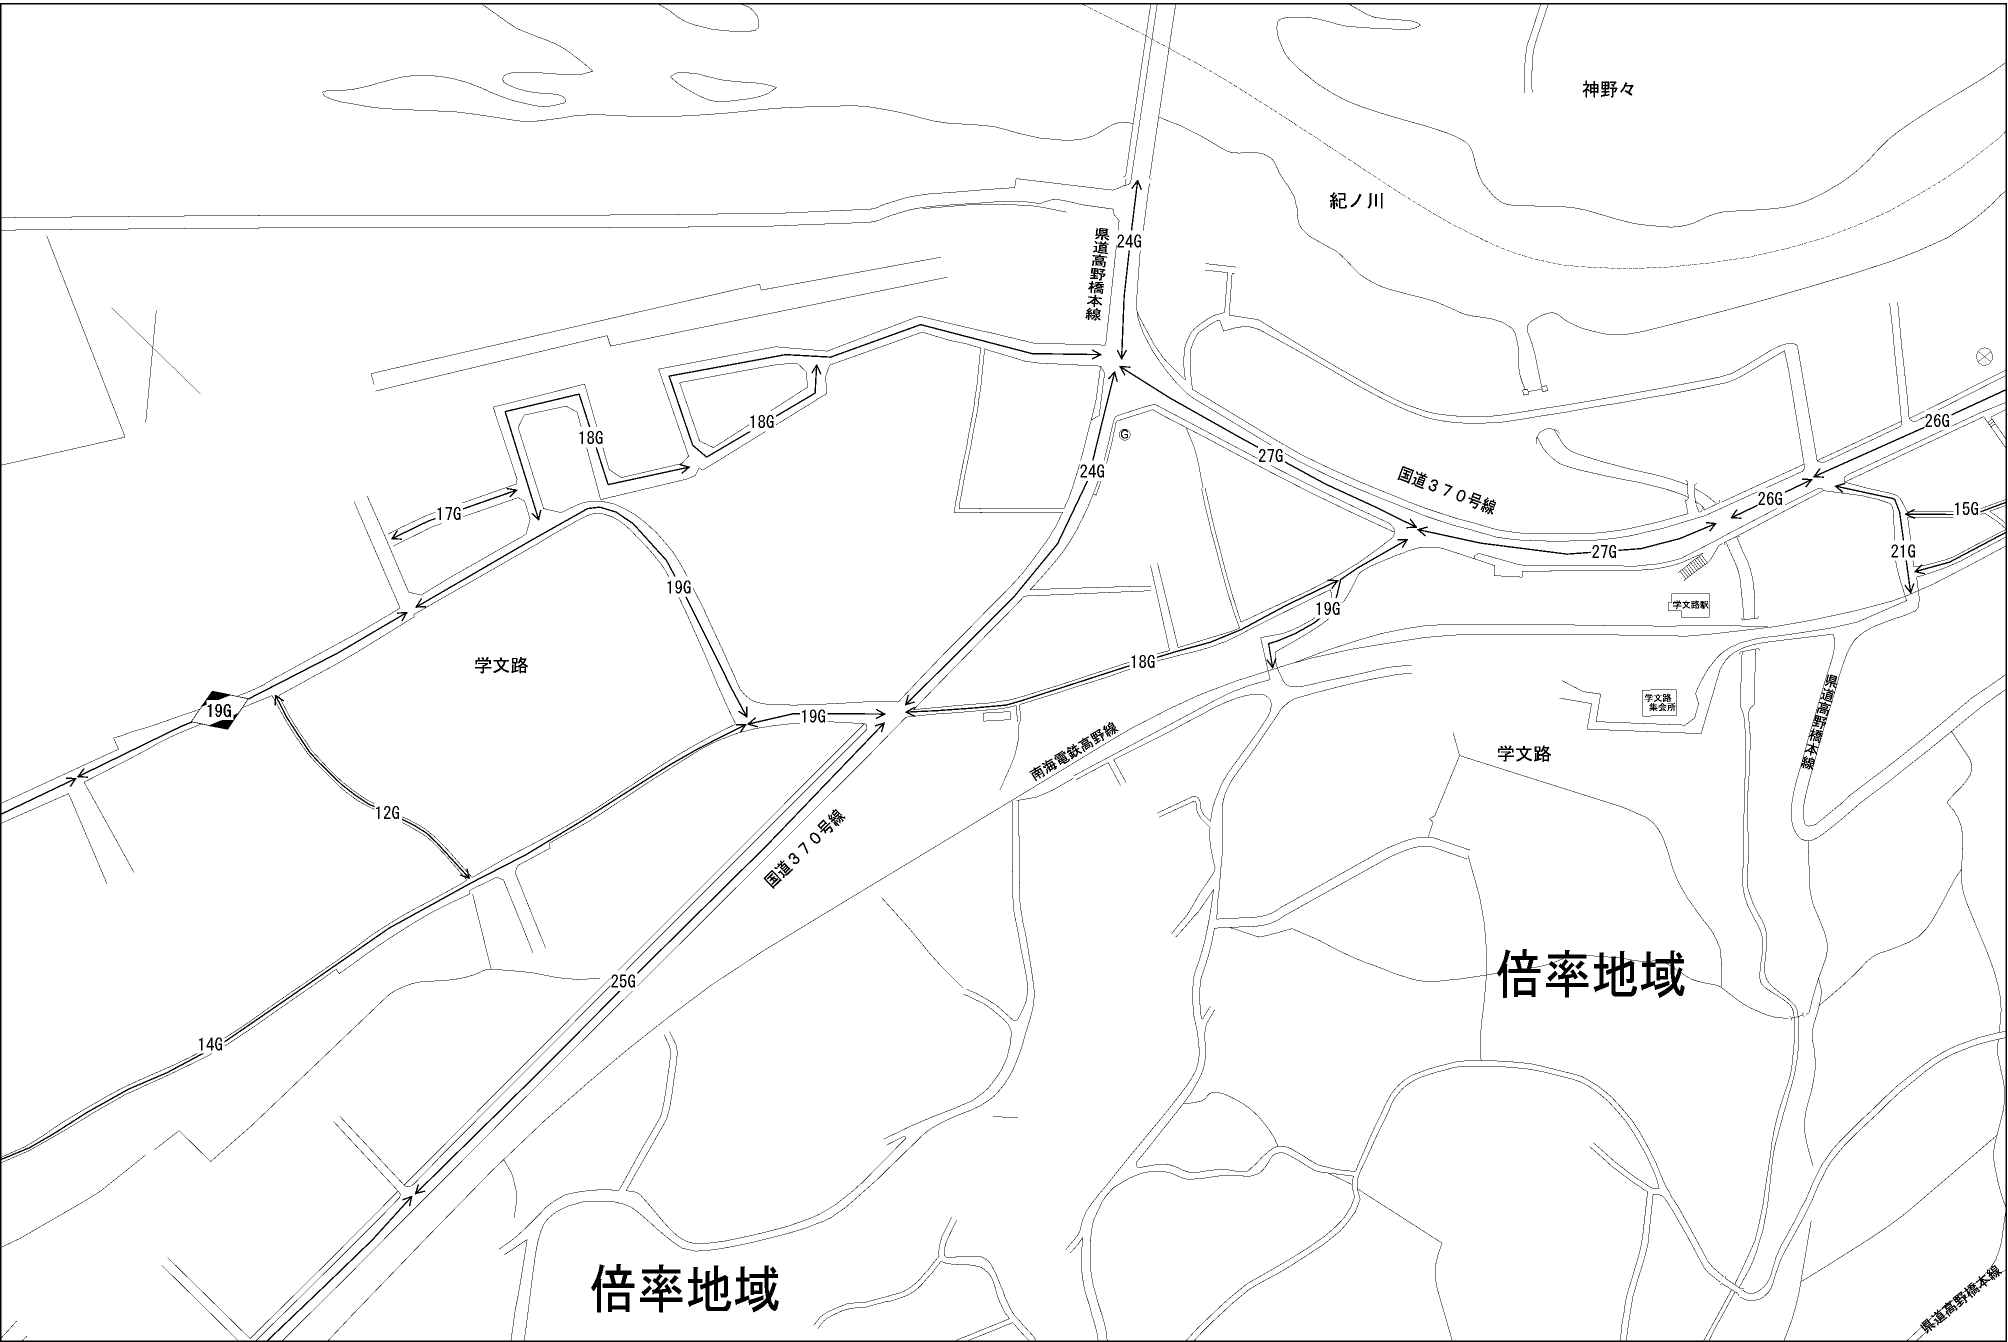 神野々
紀ノ川
24G
県道高野橋本線
18G
18G
17G
24G
G
27G
国道370号線
26G
26G
15G
27G
21G
19G
19G
学文路駅
学文路
18G
19G
19G
学文路
集会所
県道高野橋本線
南海電鉄高野線
学文路
12G
国道370号線
25G
倍率地域
14G
倍率地域
県道高野橋本線